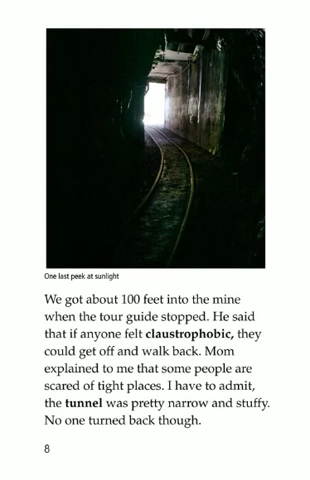 One last peek at sunlight
We got about 100 feet into the mine
when the tour guide stopped. He said
that if anyone felt claustrophobic, they
could get off and walk back. Mom
explained to me that some people are
scared of tight places. I have to admit,
the tunnel was pretty narrow and stuffy.
No one turned back though.
8